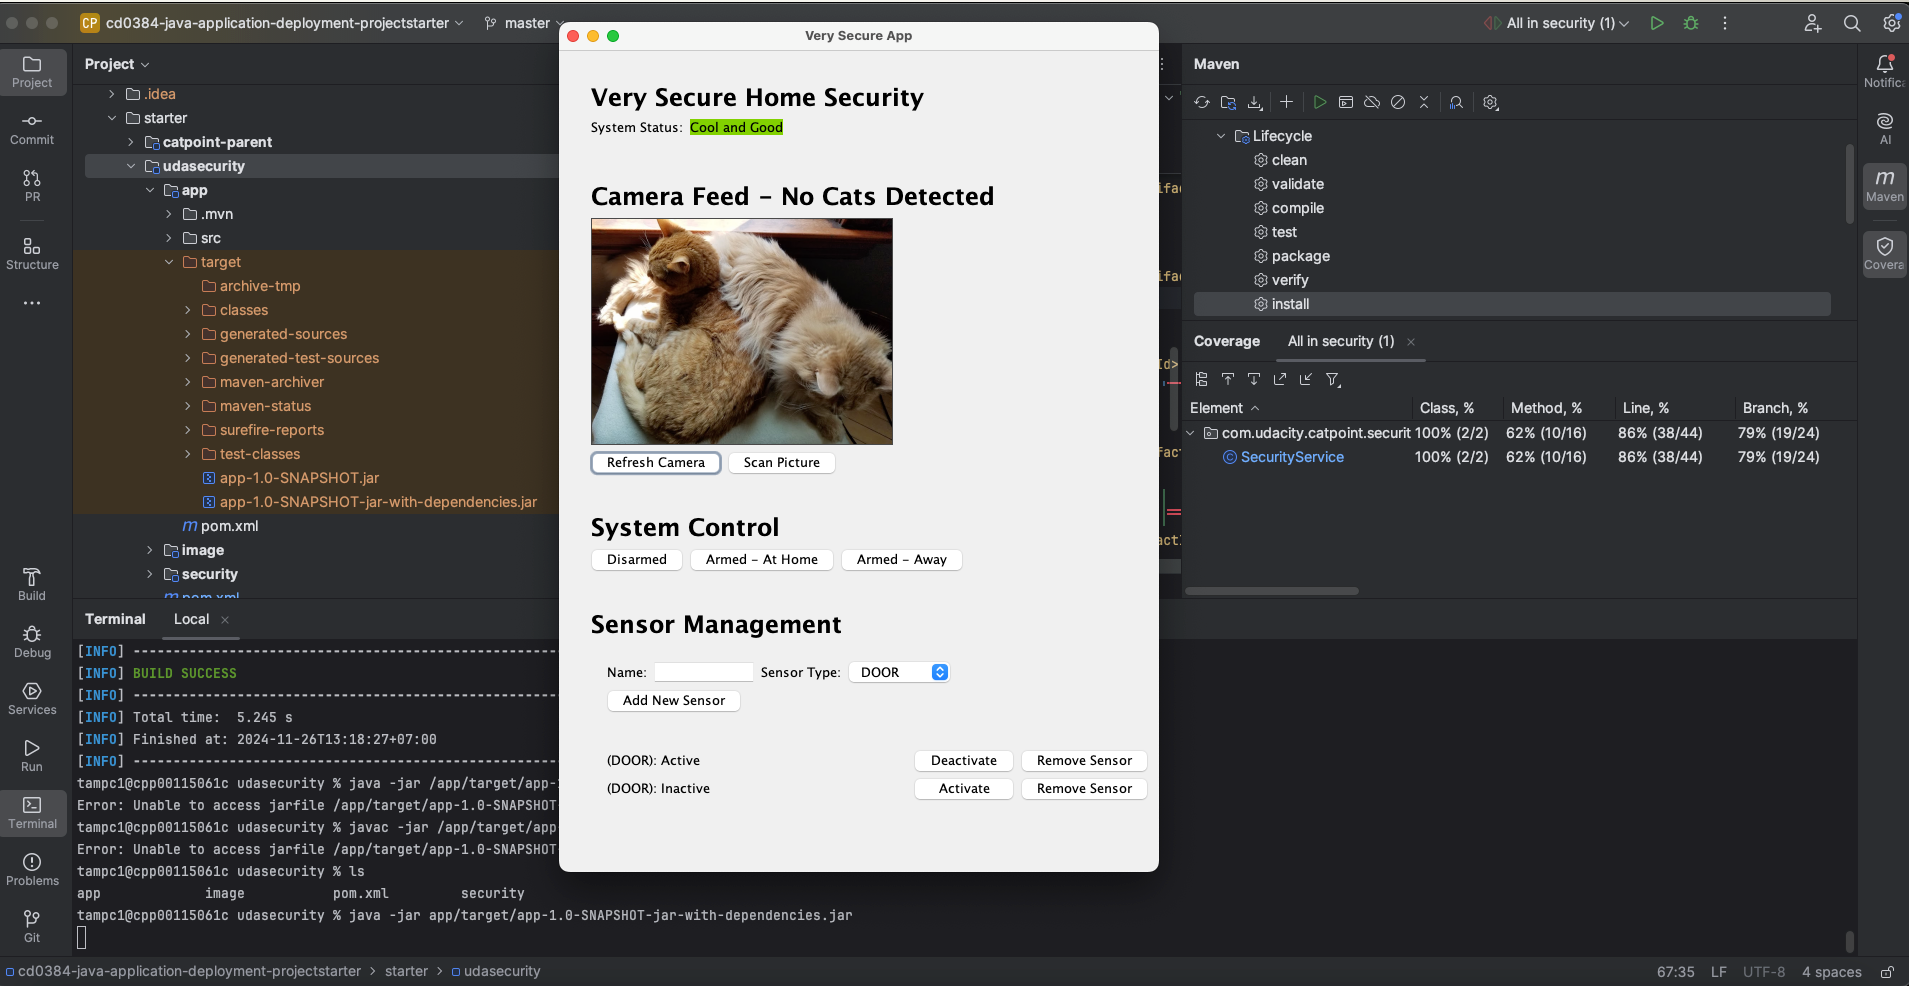 CP cd0384-java-application-deployment-projectstarter master
All in security (1)
Project
Project
Commit
PR
Structure
.idea
starter
catpoint-parent
udasecurity
app
.mvn
src
target
archive-tmp
classes
generated-sources
generated-test-sources
maven-archiver
maven-status
surefire-reports
test-classes
app-1.0-SNAPSHOT.jar
app-1.0-SNAPSHOT-jar-with-dependencies.jar
pom.xml
image
security
pom.xml
Very Secure App
Very Secure Home Security
System Status: Cool and Good
Camera Feed - No Cats Detected
Refresh Camera Scan Picture
System Control
Disarmed Armed - At Home Armed - Away
Sensor Management
Name: Sensor Type: DOOR
Add New Sensor
(DOOR): Active Deactivate Remove Sensor
(DOOR): Inactive Activate Remove Sensor
ifac
ifac
Id>
fact
acti
Maven
Lifecycle
clean
validate
compile
test
package
verify
install
Coverage All in security (1)
Element Class, % Method, % Line, % Branch, %
com.udacity.catpoint.securit 100% (2/2) 62% (10/16) 86% (38/44) 79% (19/24)
SecurityService 100% (2/2) 62% (10/16) 86% (38/44) 79% (19/24)
Notifica
AI
m
Maven
Covera
Build
Debug
Services
Run
Terminal
Problems
Git
Terminal Local
[INFO] ------------------------------------------------------
[INFO] BUILD SUCCESS
[INFO] ------------------------------------------------------
[INFO] Total time:  5.245 s
[INFO] Finished at: 2024-11-26T13:18:27+07:00
[INFO] ------------------------------------------------------
tampc1@cpp00115061c udasecurity % java -jar /app/target/app-
Error: Unable to access jarfile /app/target/app-1.0-SNAPSHOT
tampc1@cpp00115061c udasecurity % javac -jar /app/target/app
Error: Unable to access jarfile /app/target/app-1.0-SNAPSHOT
tampc1@cpp00115061c udasecurity % ls
app image pom.xml security
tampc1@cpp00115061c udasecurity % java -jar app/target/app-1.0-SNAPSHOT-jar-with-dependencies.jar
cd0384-java-application-deployment-projectstarter > starter > udasecurity
67:35 LF UTF-8 4 spaces